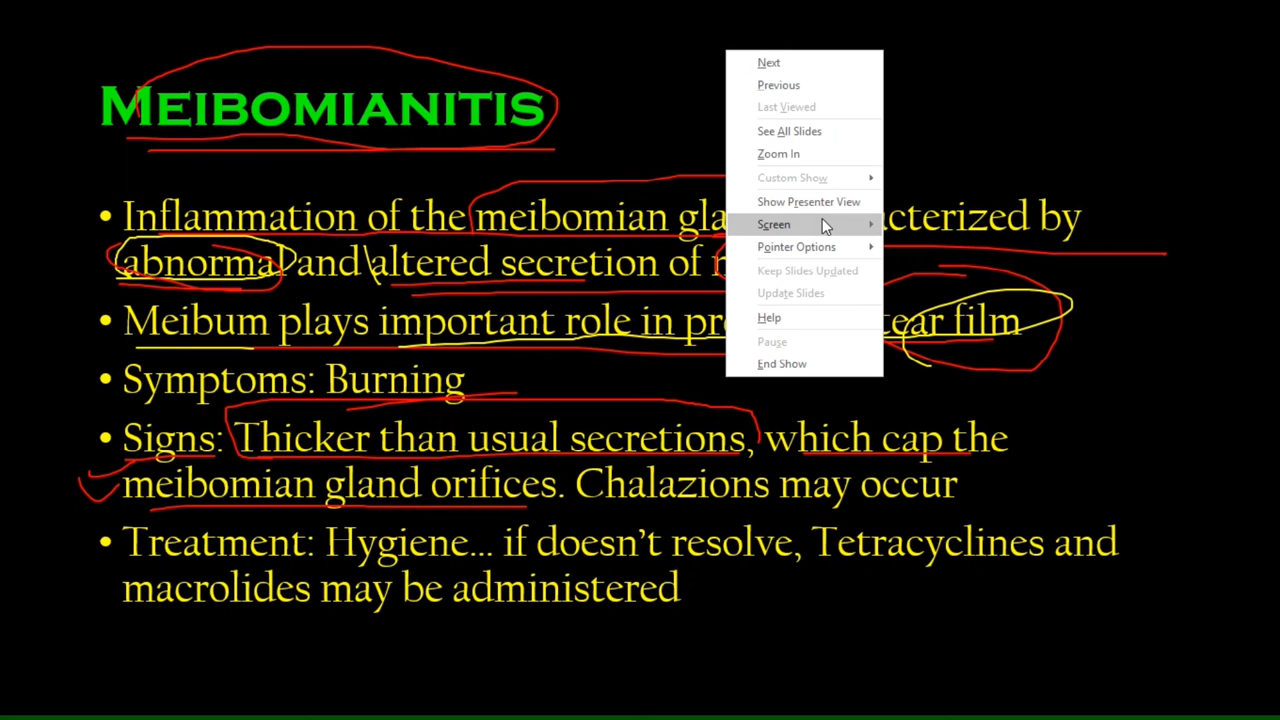 MEIBOMIANITIS
• Inflammation of the meibomian gla acterized by
abnormal and altered secretion of
• Meibum plays important role in pr tear film
• Symptoms: Burning
• Signs: Thicker than usual secretions, which cap the
meibomian gland orifices. Chalazions may occur
• Treatment: Hygiene... if doesn't resolve, Tetracyclines and
macrolides may be administered
Next
Previous
Last Viewed
See All Slides
Zoom In
Custom Show
Show Presenter View
Screen
Pointer Options
Keep Slides Updated
Update Slides
Help
Pause
End Show